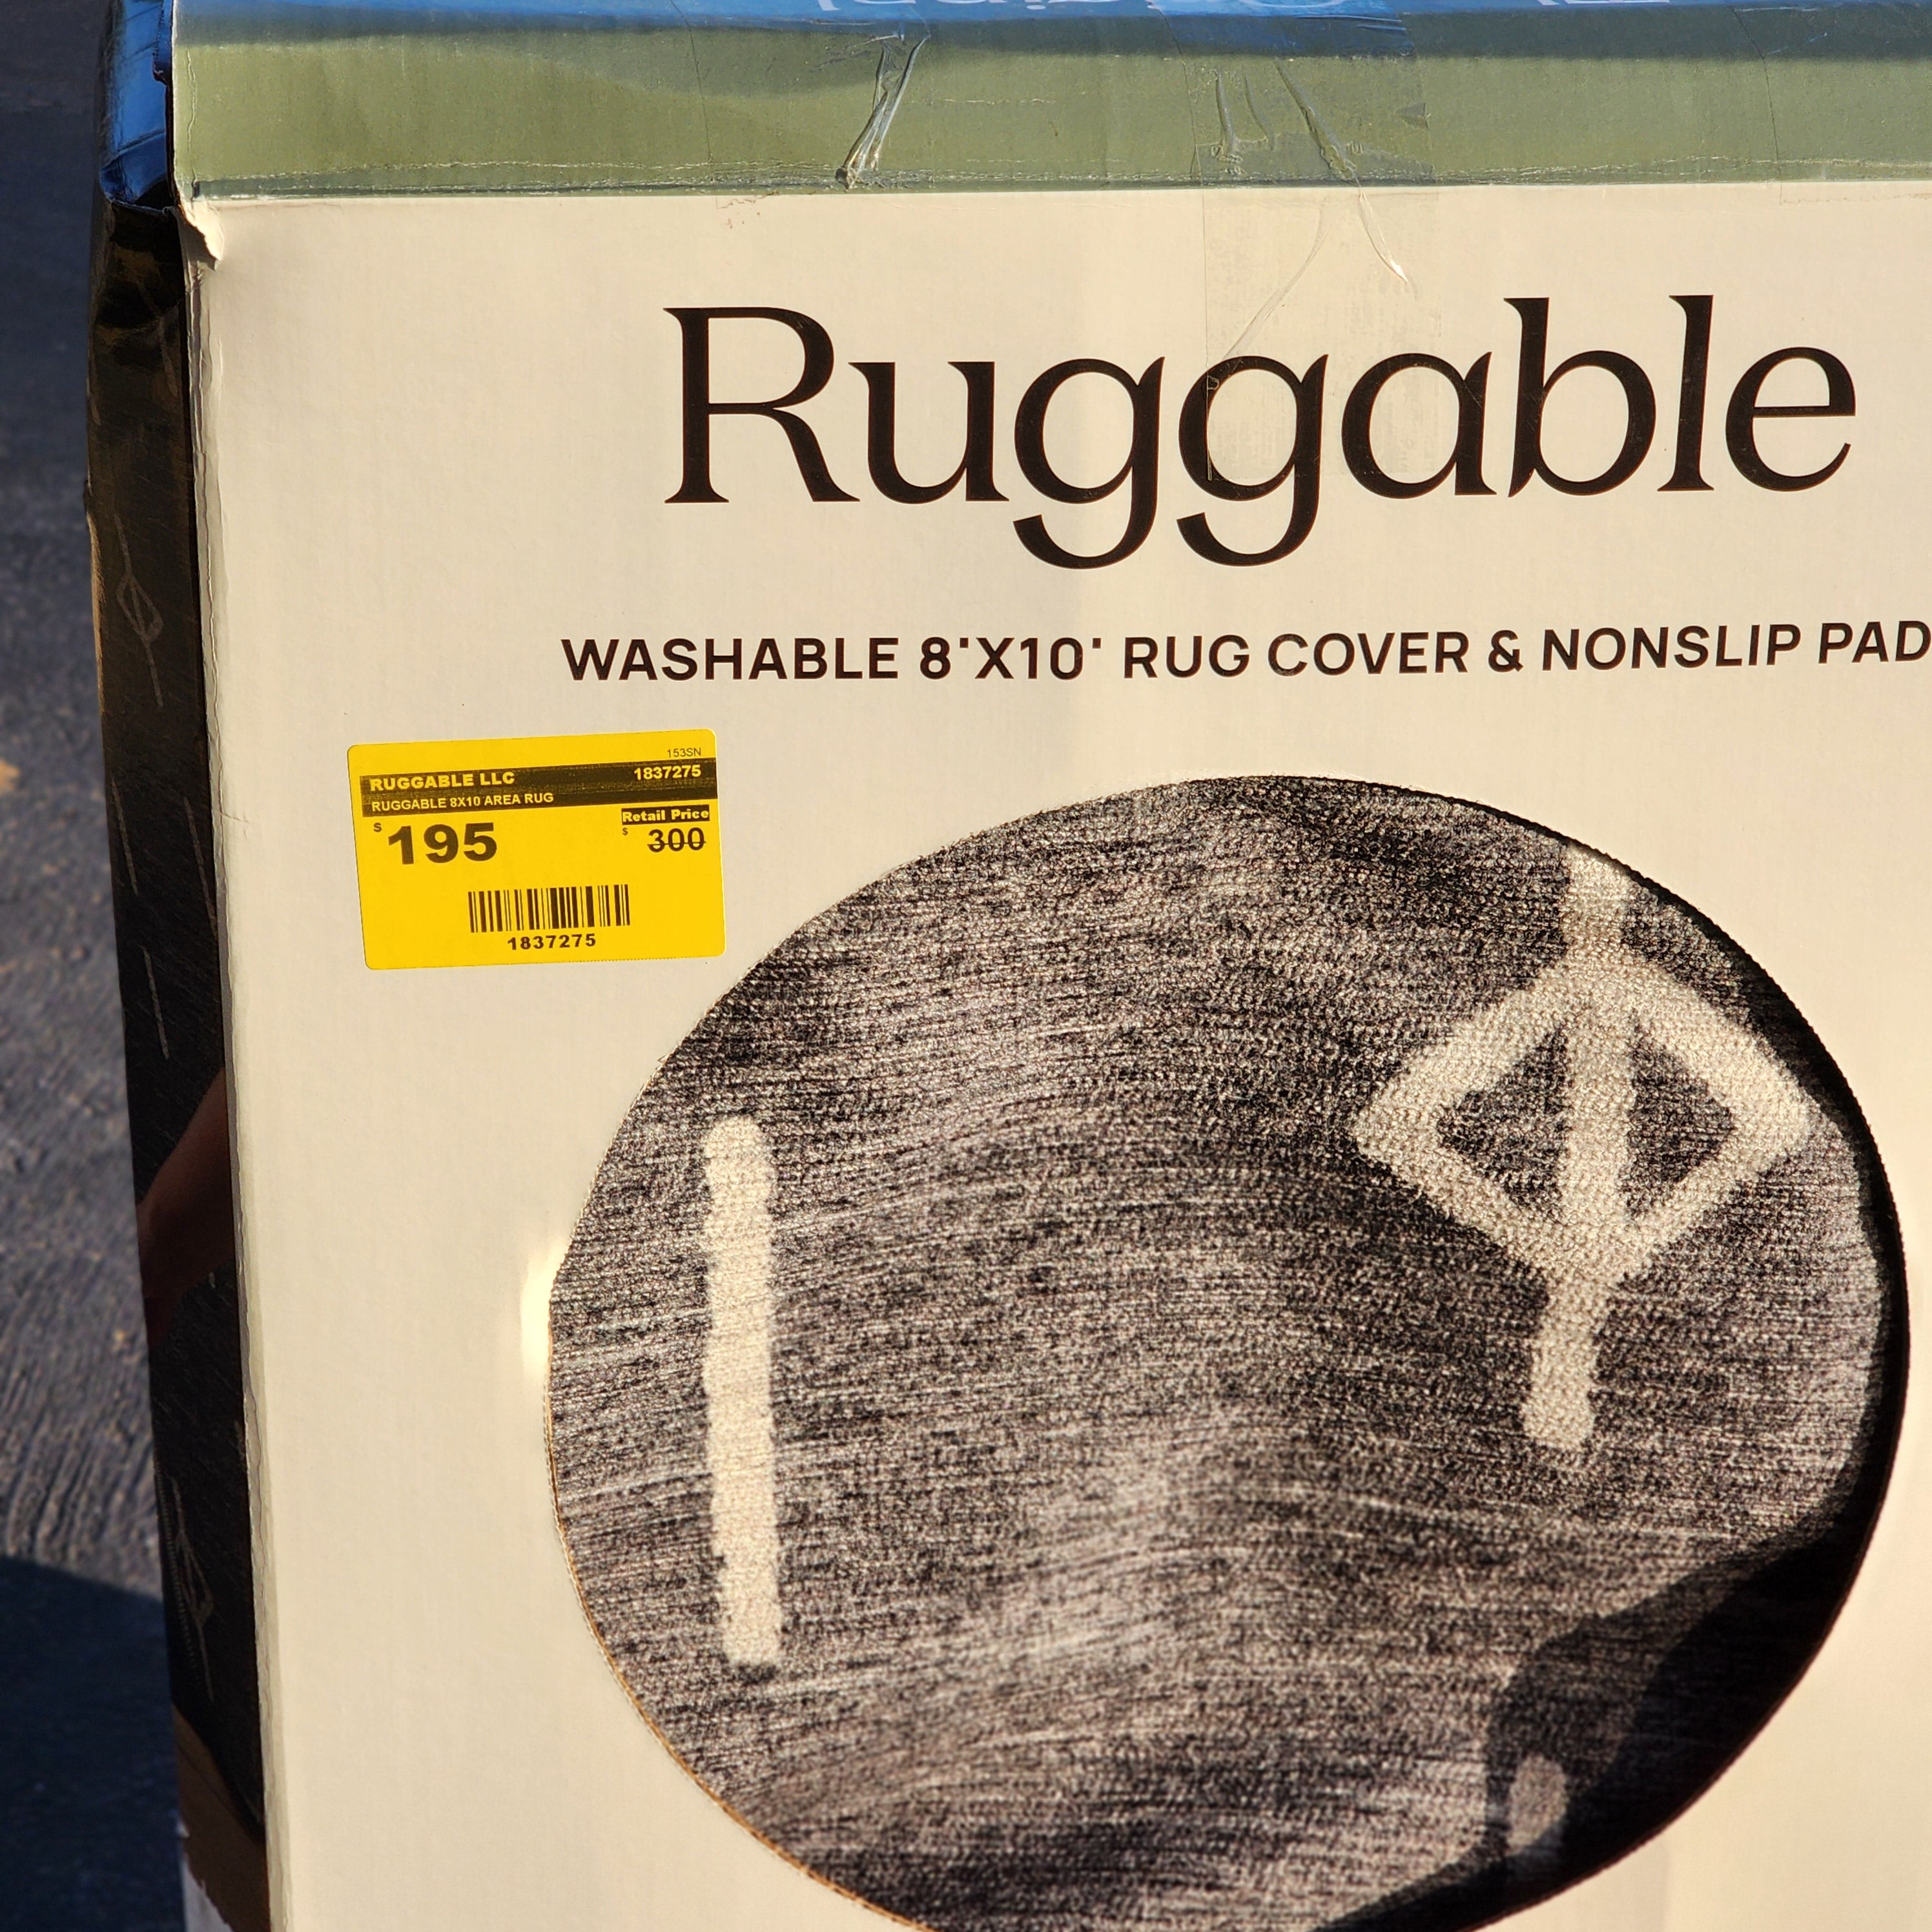 Ruggable
WASHABLE 8'X10' RUG COVER & NONSLIP PAD
153SN
RUGGABLE LLC 1837275
RUGGABLE 8X10 AREA RUG
Retail Price
$195 $300
1837275